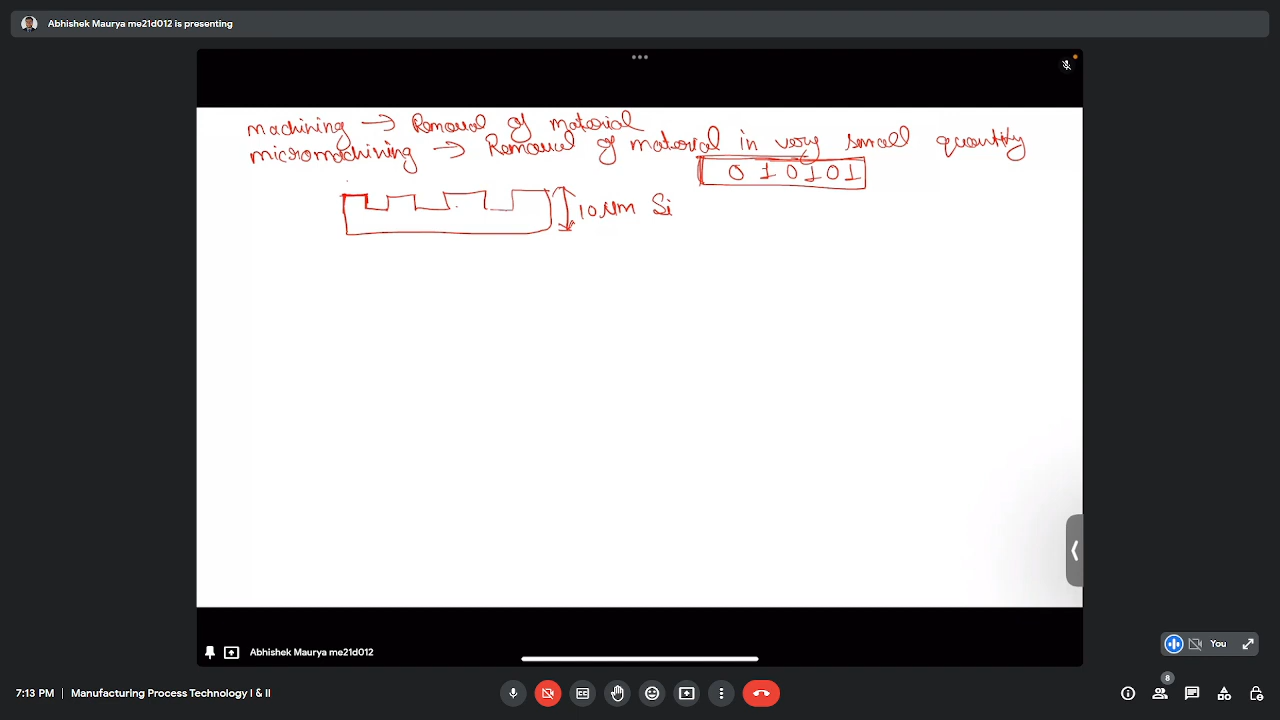 Abhishek Maurya me21d012 is presenting
machining → Removal of material
micromachining → Removal of material in very small quantity
0 1 0 1 0 1
10 μm Si
Abhishek Maurya me21d012
You
8
7:13 PM | Manufacturing Process Technology I & II